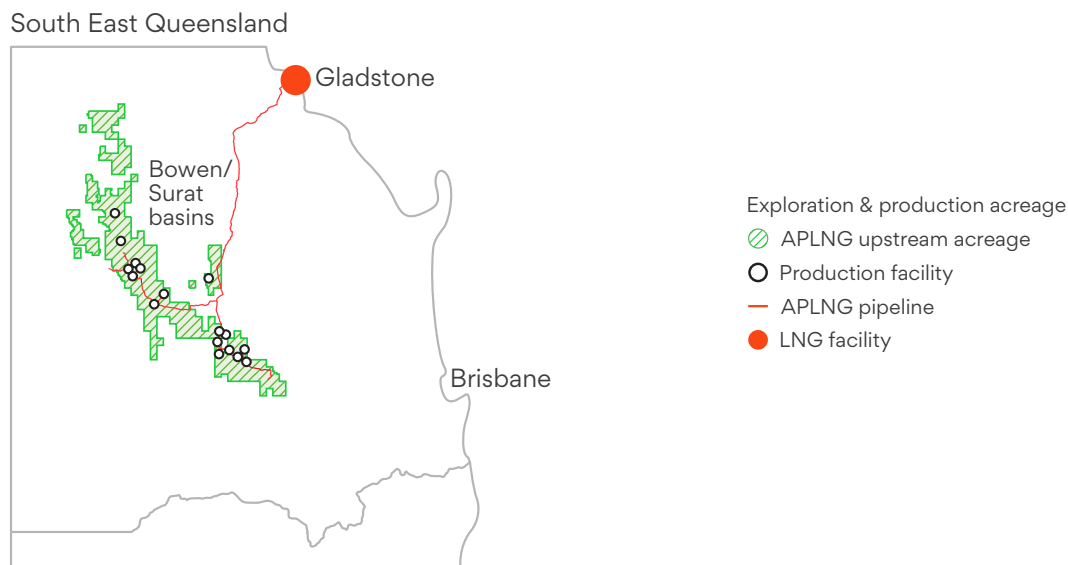 South East Queensland
Gladstone
Bowen/
Surat
basins
Brisbane
Exploration & production acreage
APLNG upstream acreage
Production facility
APLNG pipeline
LNG facility